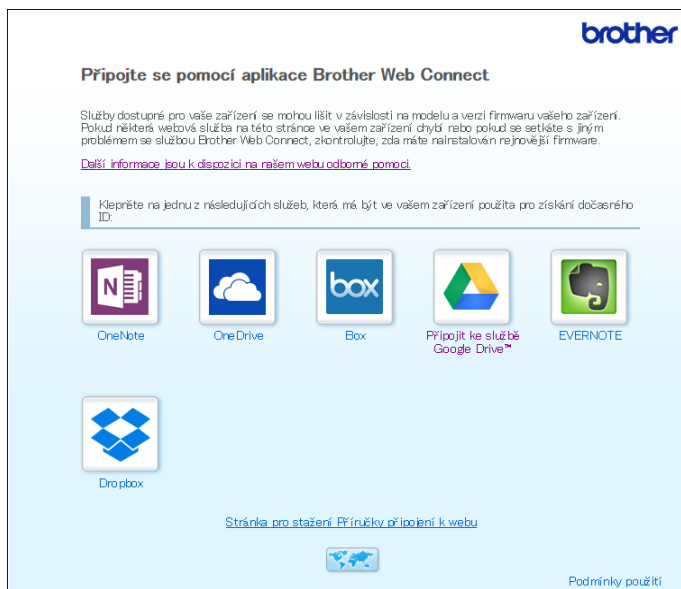 brother
Připojte se pomocí aplikace Brother Web Connect
Služby dostupné pro vaše zařízení se mohou lišit v závislosti na modelu a verzi firmwaru vašeho zařízení.
Pokud některá webová služba na této stránce ve vašem zařízení chybí nebo pokud se setkáte s jiným
problémem se službou Brother Web Connect, zkontrolujte, zda máte nainstalován nejnovější firmware.
Další informace jsou k dispozici na našem webu odborné pomoci.
Klepněte na jednu z následujících služeb, která má být ve vašem zařízení použita pro získání dočasného
ID:
N
box
OneNote
OneDrive
Box
Připojit ke službě
Google Drive™
EVERNOTE
Dropbox
Stránka pro stažení Příručky připojení k webu
Podmínky použití